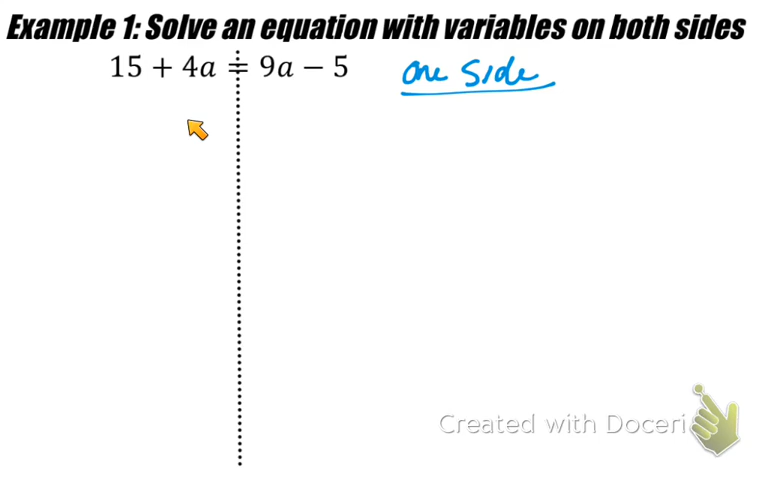 Example 1: Solve an equation with variables on both sides
15 + 4a = 9a − 5
one side
Created with Doceri